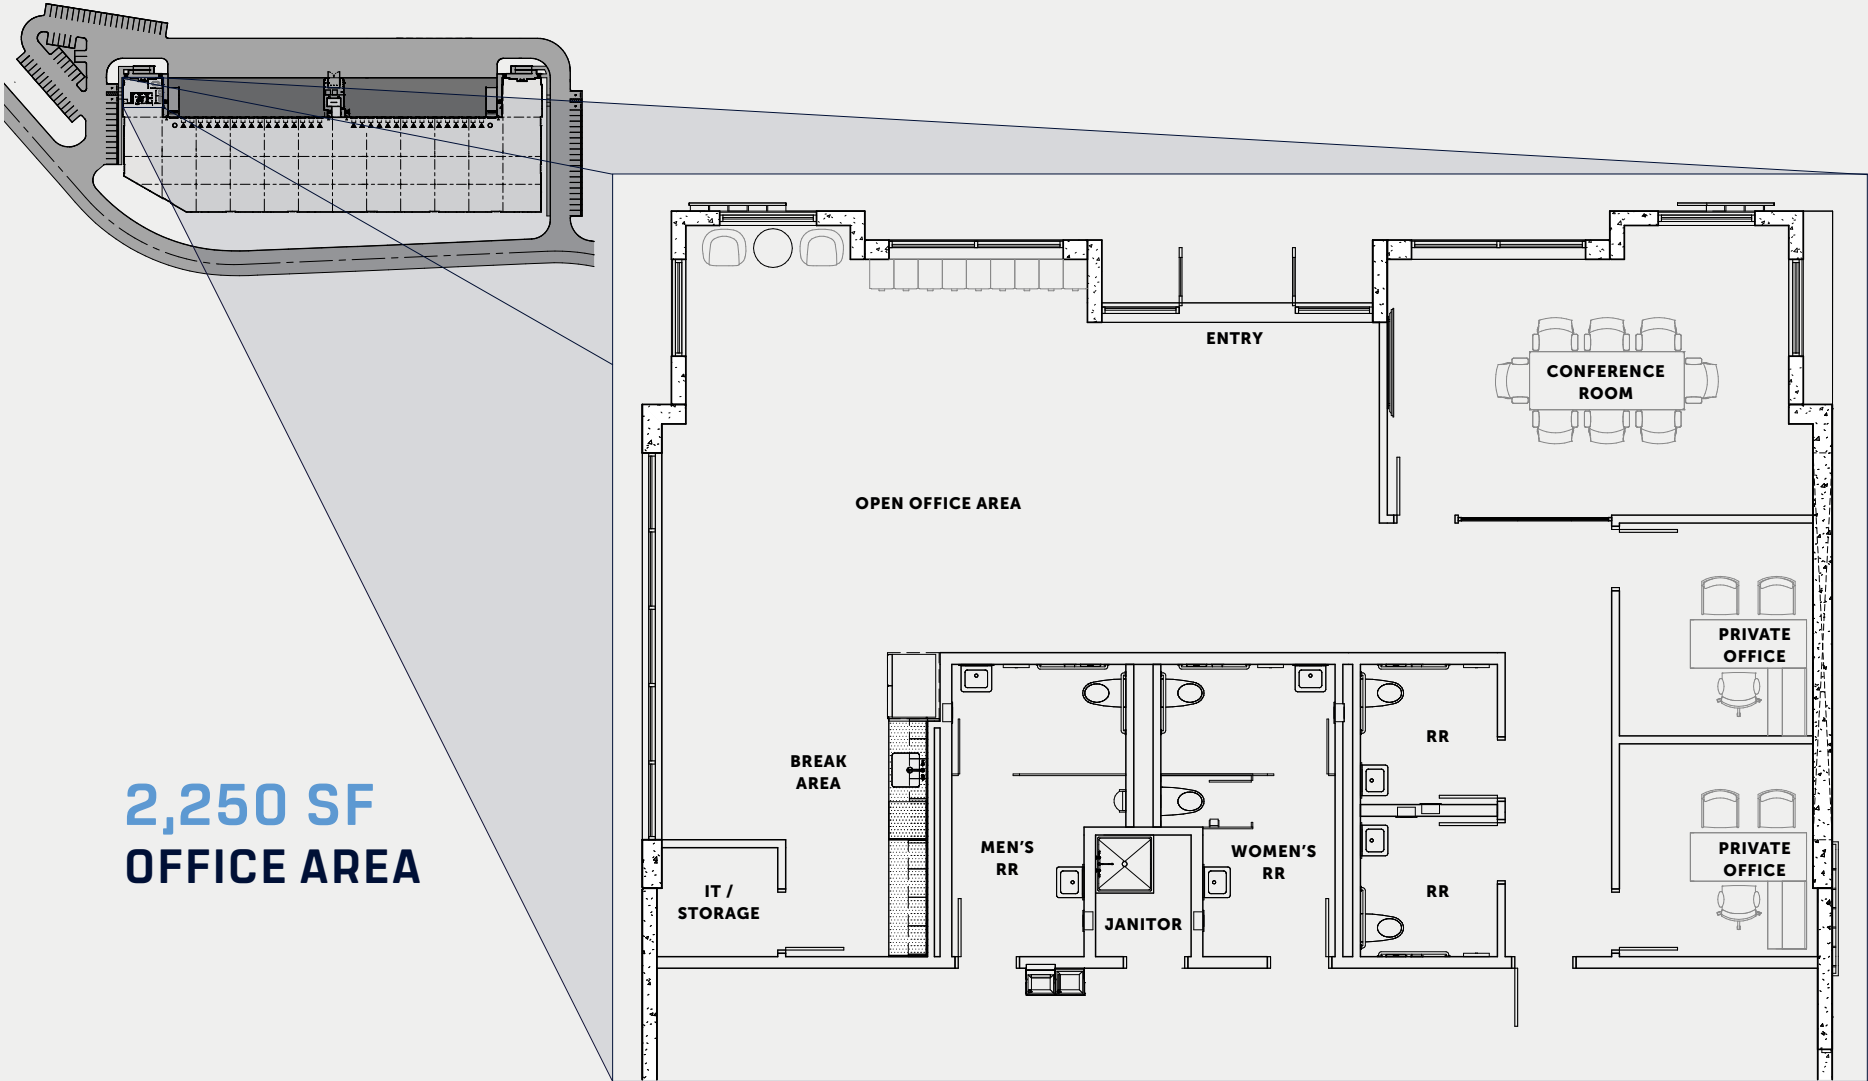 ENTRY
CONFERENCE
ROOM
OPEN OFFICE AREA
PRIVATE
OFFICE
RR
BREAK
AREA
2,250 SF
OFFICE AREA
MEN'S
RR
WOMEN'S
RR
PRIVATE
OFFICE
IT /
STORAGE
RR
JANITOR